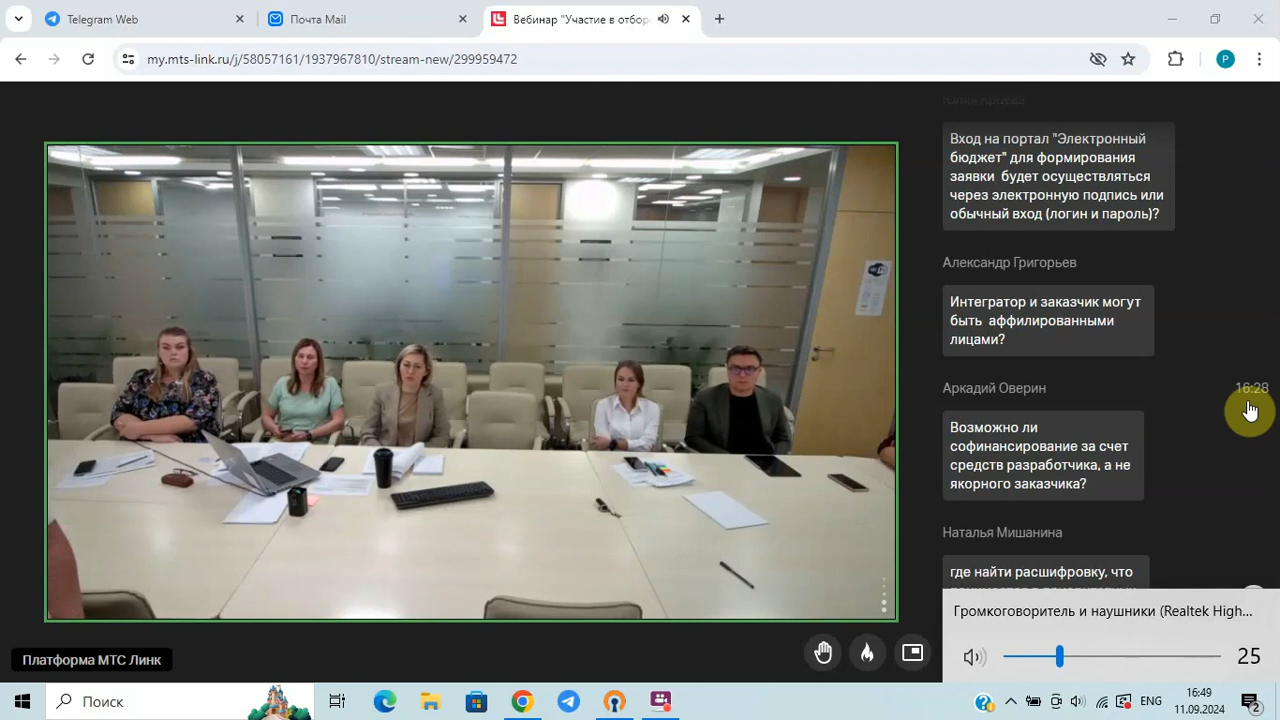 Telegram Web
Почта Mail
Вебинар "Участие в отбор
my.mts-link.ru/j/58057161/1937967810/stream-new/299959472
P
Вход на портал "Электронный
бюджет" для формирования
заявки будет осуществляться
через электронную подпись или
обычный вход (логин и пароль)?
Александр Григорьев
Интегратор и заказчик могут
быть аффилированными
лицами?
Аркадий Оверин
16:28
Возможно ли
софинансирование за счет
средств разработчика, а не
якорного заказчика?
Наталья Мишанина
где найти расшифровку, что
Громкоговоритель и наушники (Realtek High...
25
Платформа МТС Линк
Поиск
ENG
16:49
11.09.2024
2